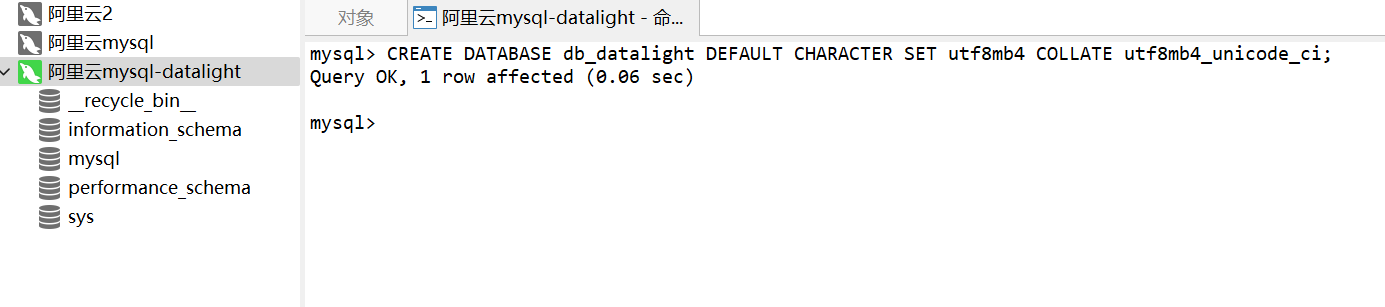 阿里云2
阿里云mysql
阿里云mysql-datalight
__recycle_bin__
information_schema
mysql
performance_schema
sys
对象
阿里云mysql-datalight - 命...
mysql> CREATE DATABASE db_datalight DEFAULT CHARACTER SET utf8mb4 COLLATE utf8mb4_unicode_ci;
Query OK, 1 row affected (0.06 sec)
mysql>